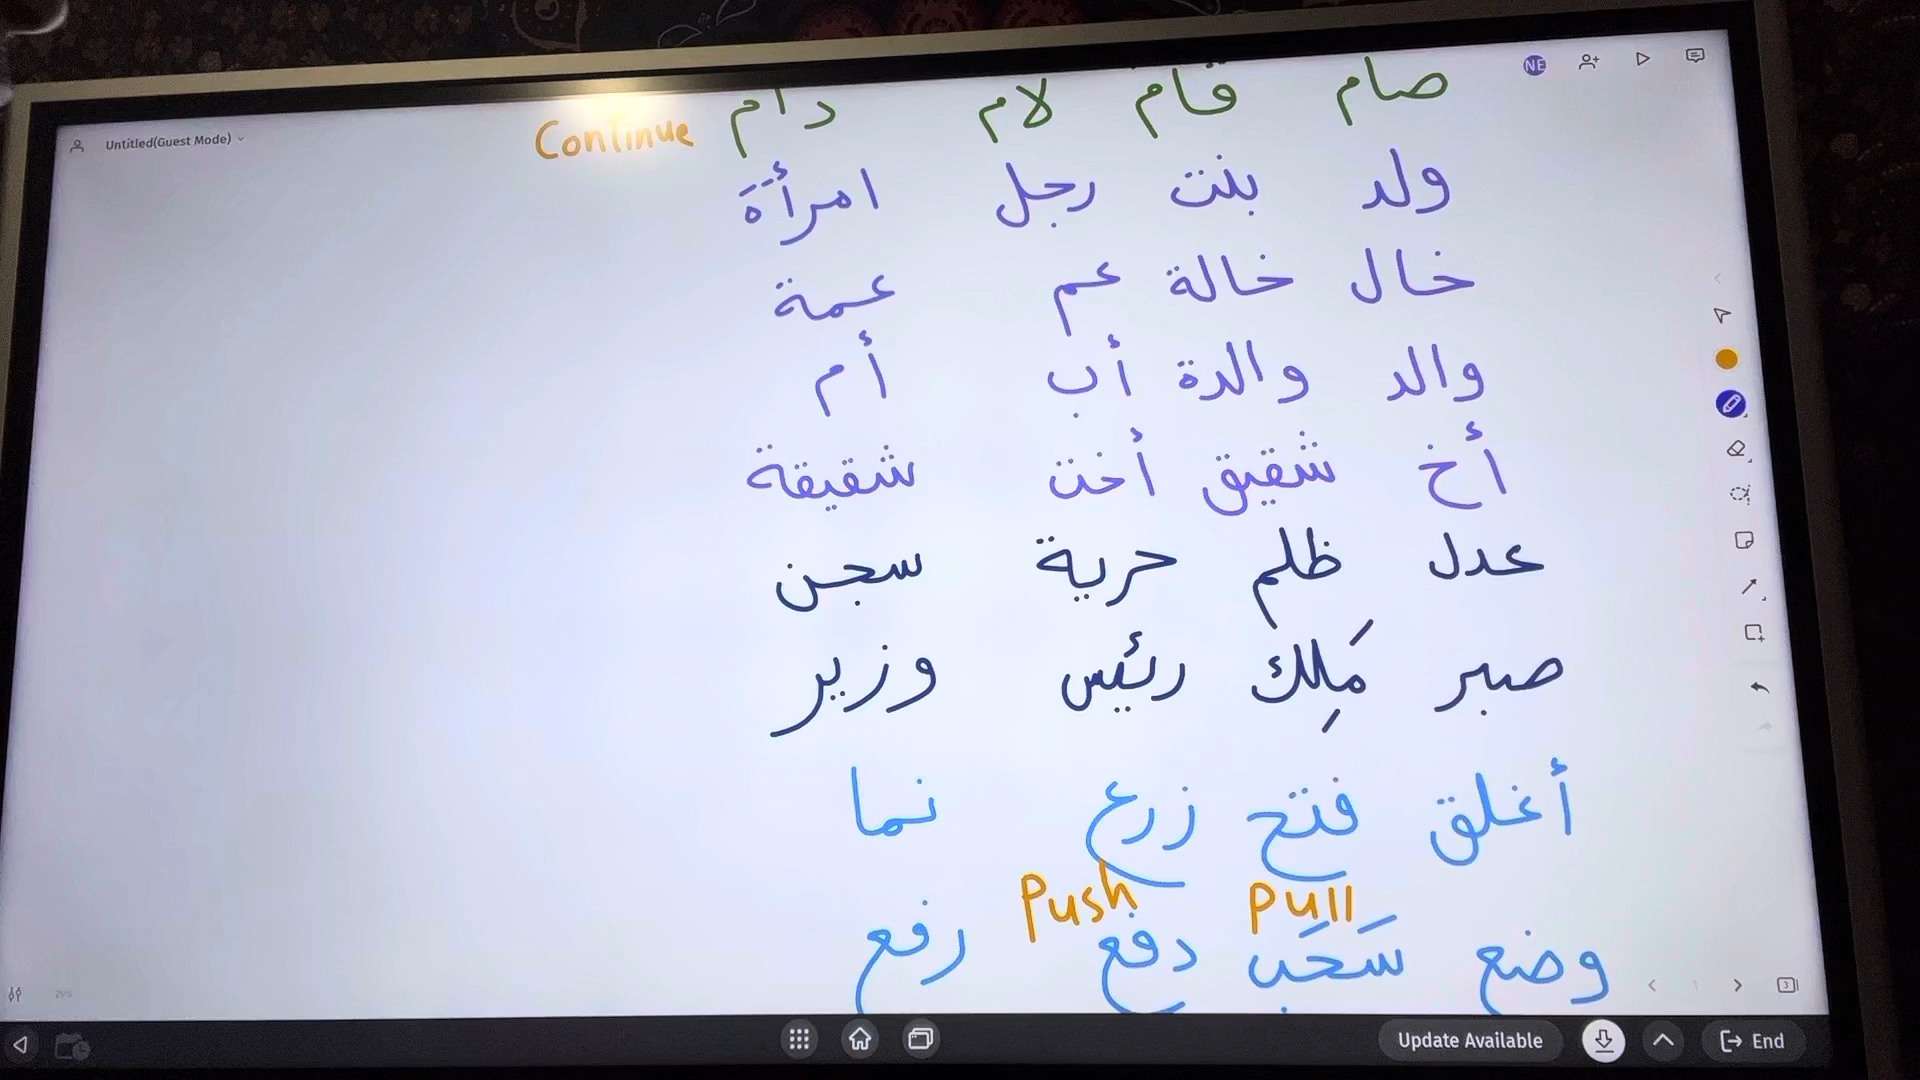 صام قام لام دام Continue
NE
Untitled(Guest Mode)
ولد بنت رجل امرأَةَ
خال خالة عم عمة
والد والدة أب أم
أخ شقيق أخت شقيقة
عدل ظلم حرية سجن
صبر مَلِك رئيس وزير
أغلق فتح زرع نما
Push Pull
وضع سَحَب دفع رفع
Update Available
End